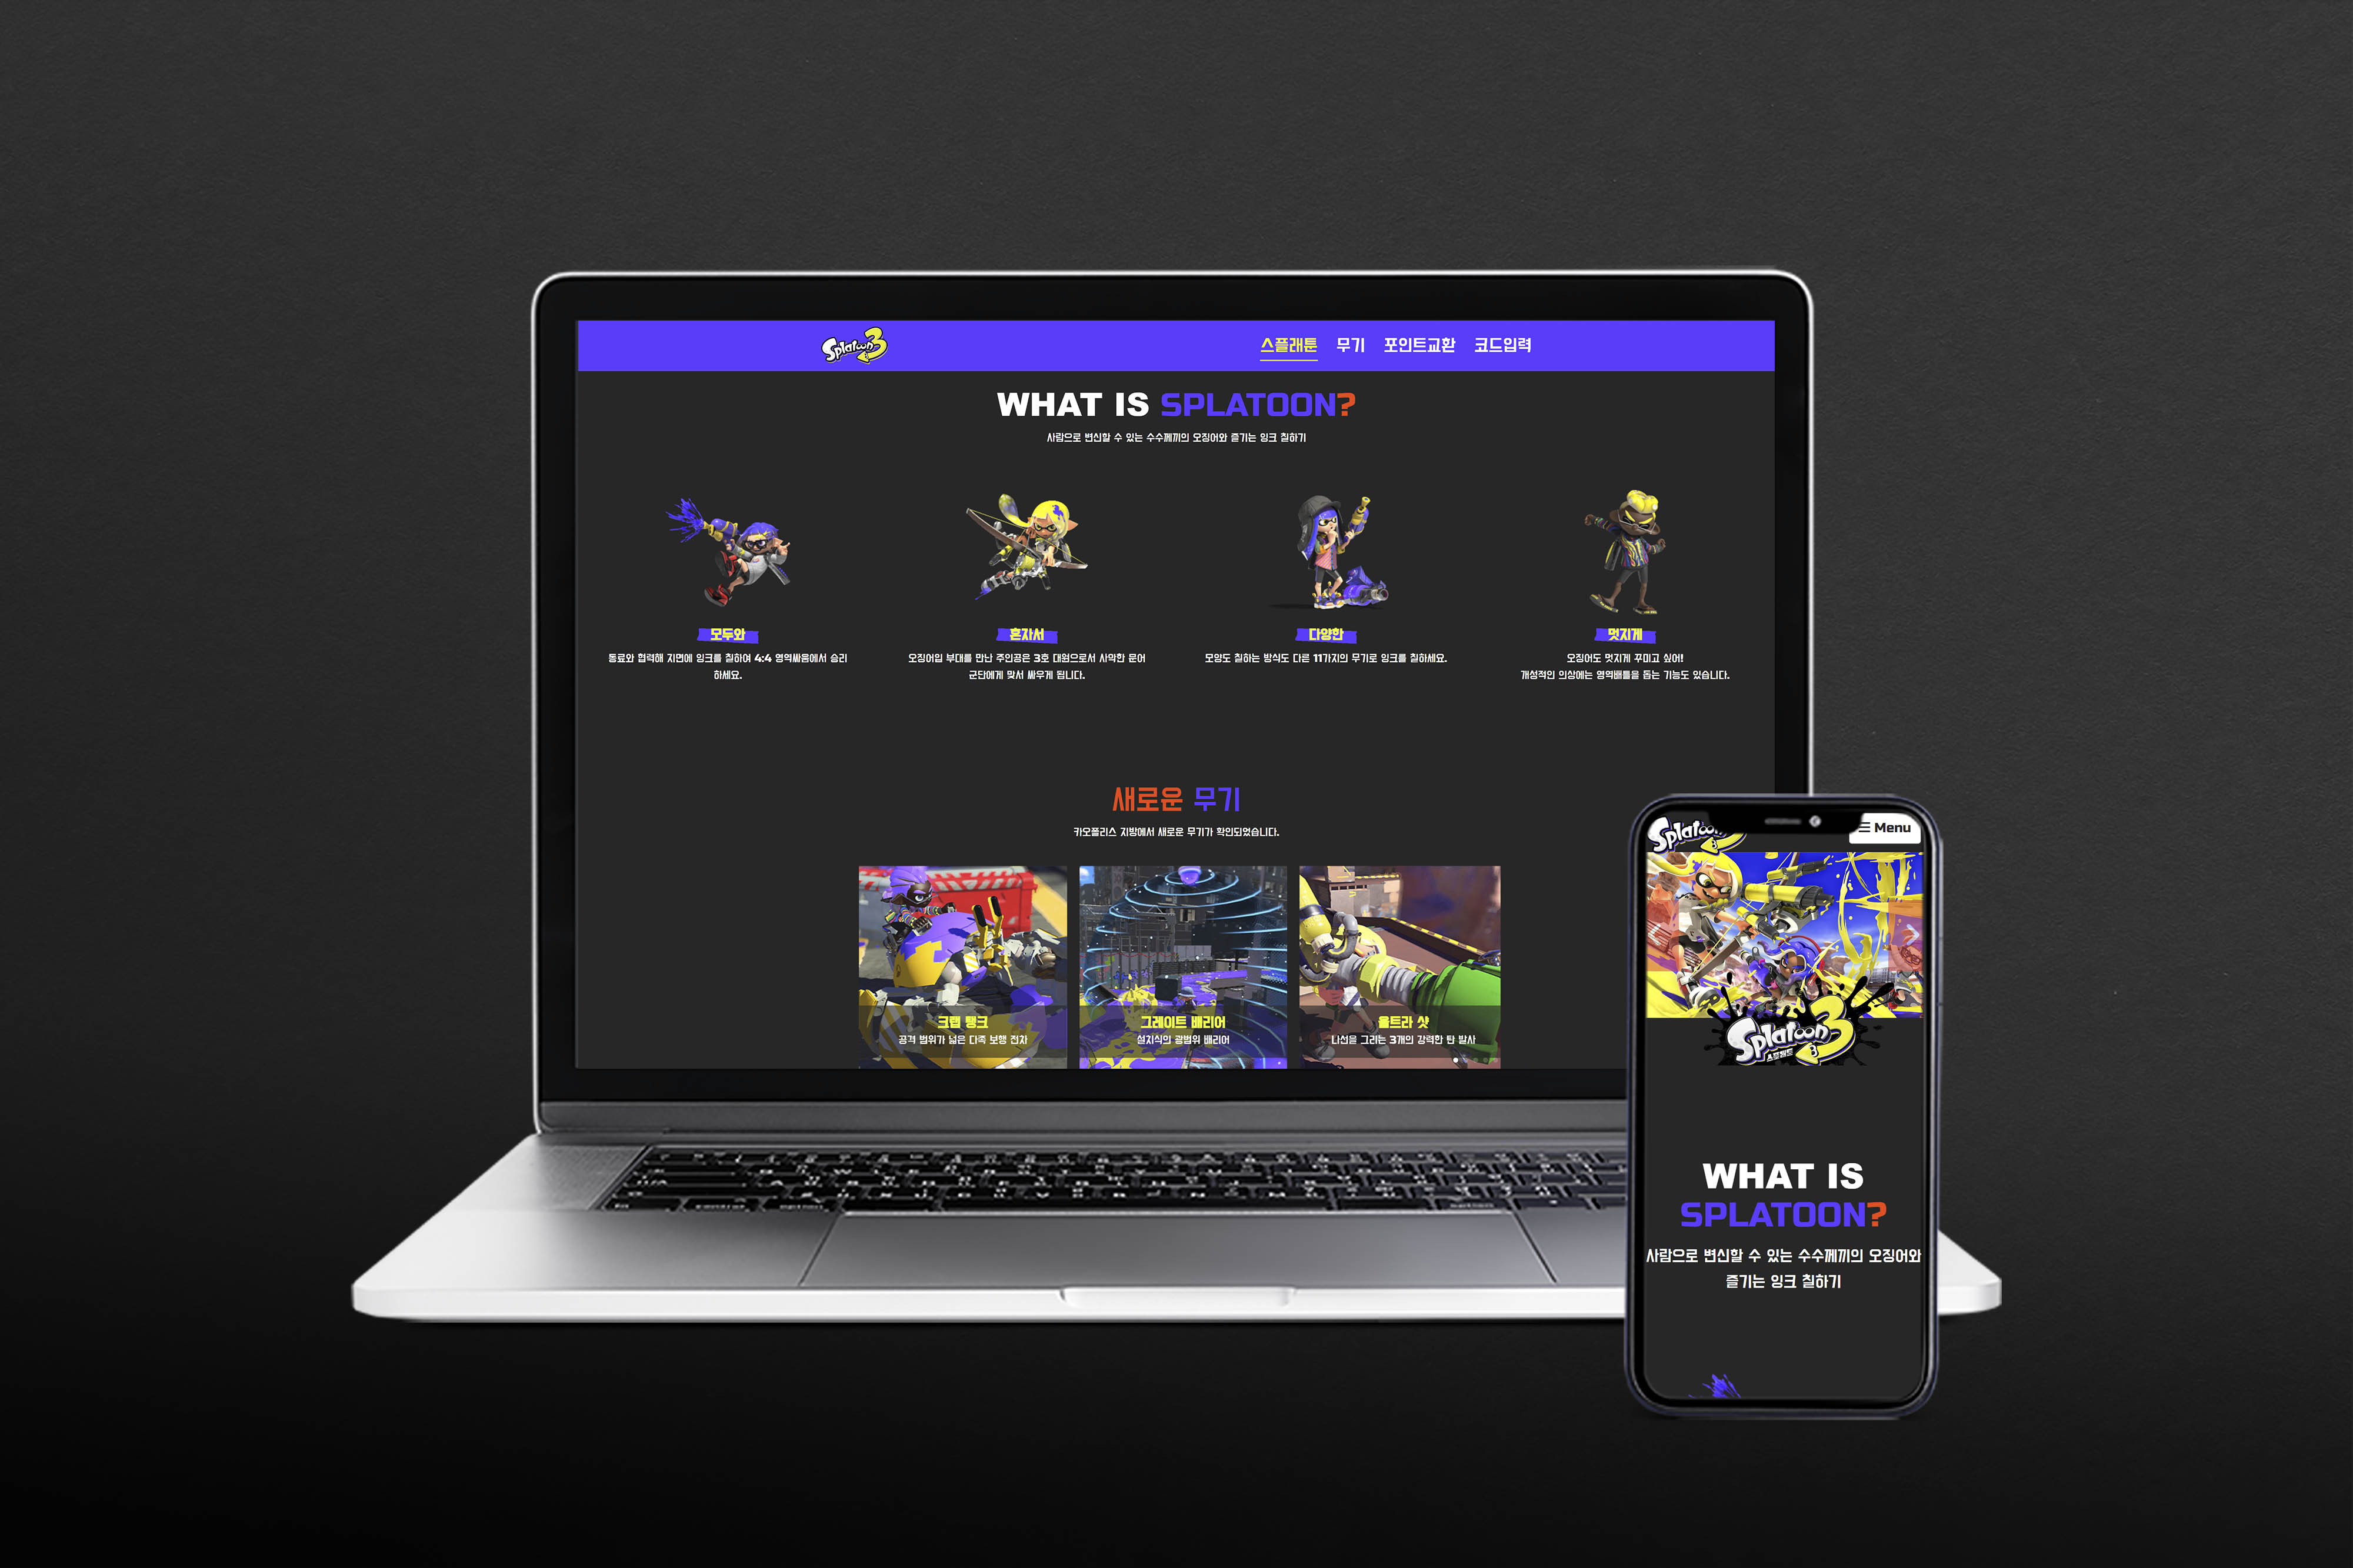 Splatoon 3
스플래툰 무기 포인트교환 코드입력
WHAT IS SPLATOON?
사람으로 변신할 수 있는 수수께끼의 오징어와 즐기는 잉크 칠하기
모두와
동료와 협력해 지면에 잉크를 칠하여 4:4 영역싸움에서 승리
하세요.
혼자서
오징어잎 부대를 만난 주인공은 3호 대원으로서 사악한 문어
군단에게 맞서 싸우게 됩니다.
다양한
모양도 칠하는 방식도 다른 11가지의 무기로 잉크를 칠하세요.
멋지게
오징어도 멋지게 꾸미고 싶어!
개성적인 의상에는 영역배틀을 돕는 기능도 있습니다.
새로운 무기
카오폴리스 지방에서 새로운 무기가 확인되었습니다.
크랩 탱크
공격 범위가 넓은 다족 보행 전차
그레이트 배리어
설치식의 광범위 배리어
울트라 샷
나선을 그리는 3개의 강력한 탄 발사
Splatoon
Menu
Splatoon 3
스플래툰 3
WHAT IS
SPLATOON?
사람으로 변신할 수 있는 수수께끼의 오징어와
즐기는 잉크 칠하기